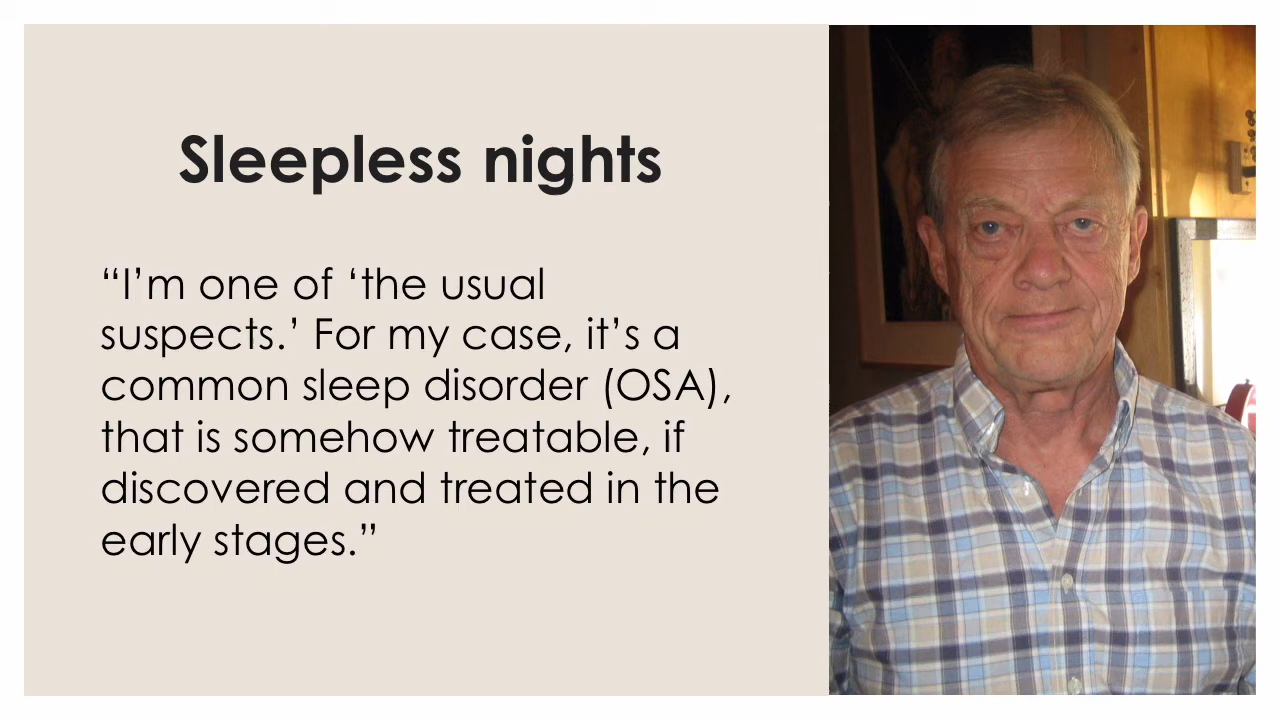 Sleepless nights
“I’m one of ‘the usual
suspects.’ For my case, it’s a
common sleep disorder (OSA),
that is somehow treatable, if
discovered and treated in the
early stages.”